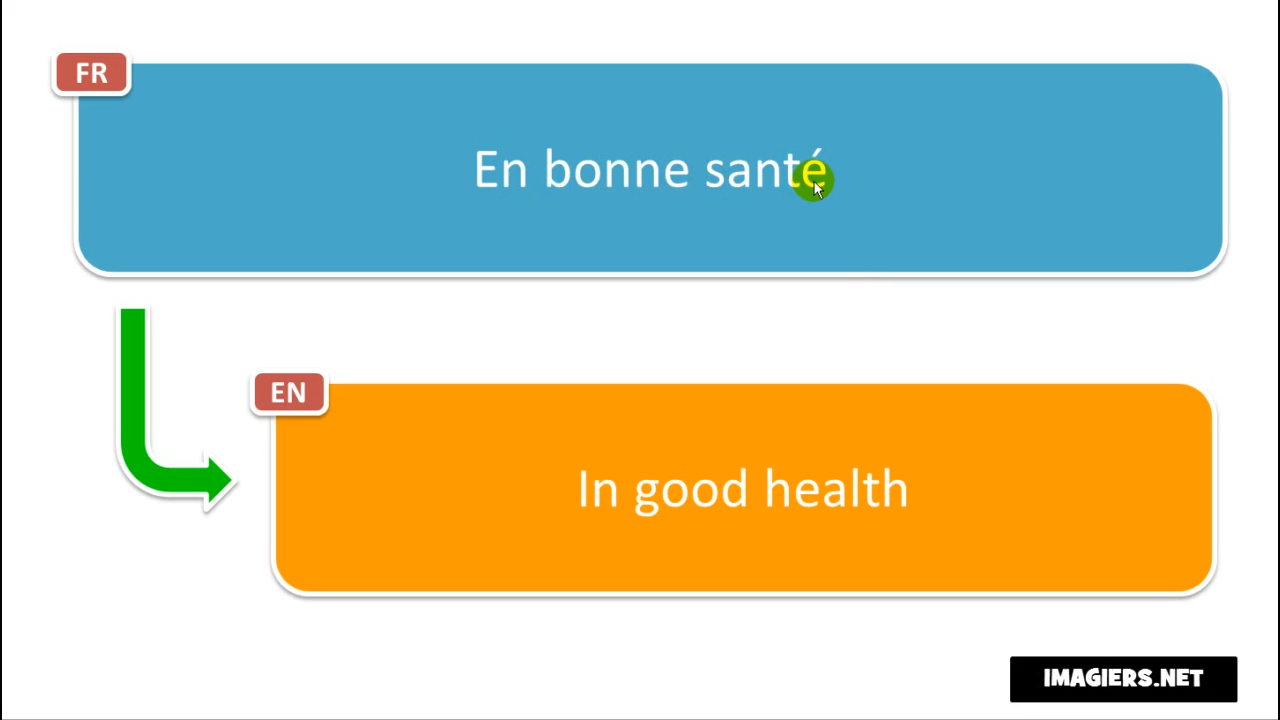 FR
En bonne santé
EN
In good health
IMAGIERS.NET